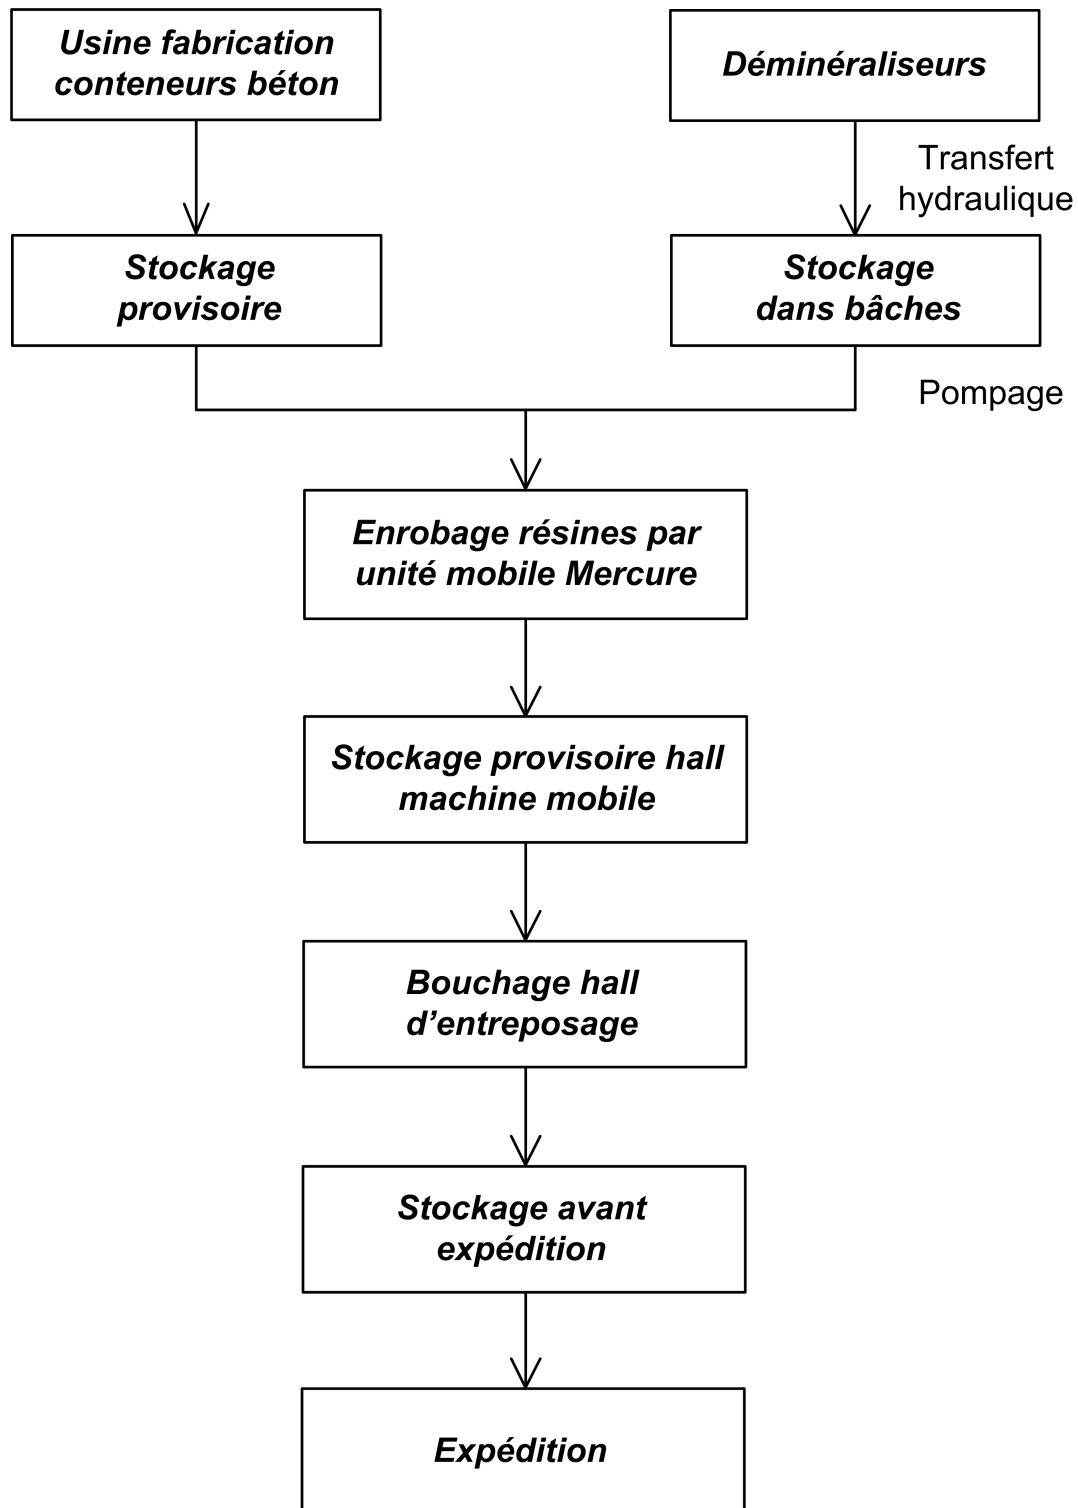 Usine fabrication
conteneurs béton
Déminéraliseurs
Transfert
hydraulique
Stockage
provisoire
Stockage
dans bâches
Pompage
Enrobage résines par
unité mobile Mercure
Stockage provisoire hall
machine mobile
Bouchage hall
d’entreposage
Stockage avant
expédition
Expédition